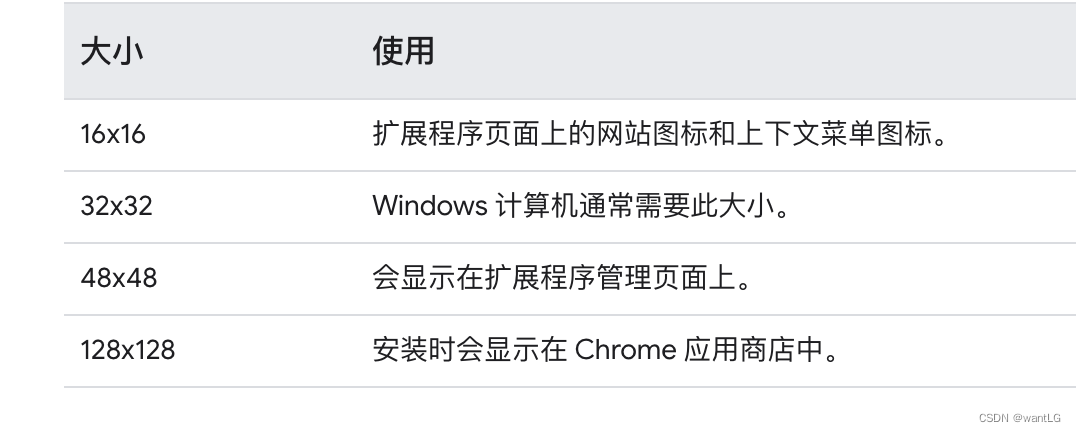 大小 使用
16x16 扩展程序页面上的网站图标和上下文菜单图标。
32x32 Windows 计算机通常需要此大小。
48x48 会显示在扩展程序管理页面上。
128x128 安装时会显示在 Chrome 应用商店中。
CSDN @wantLG